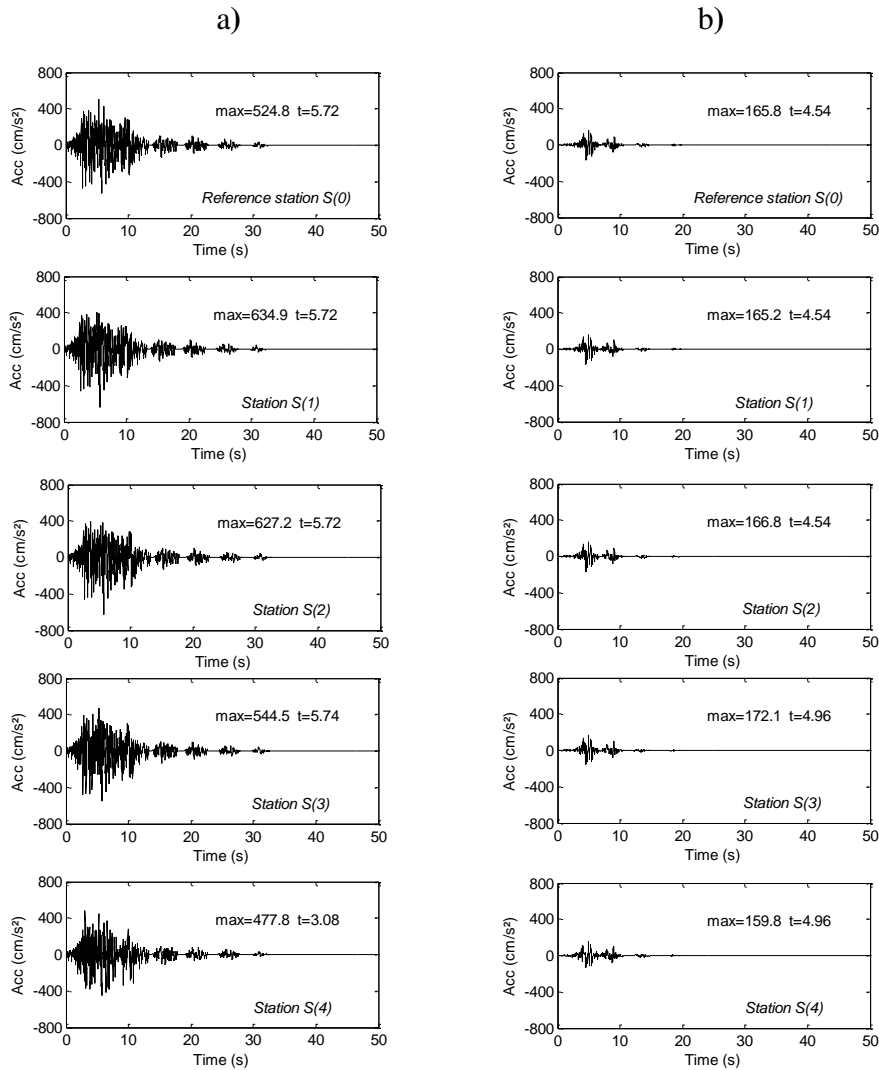 a)
800
400
0
-400
-800
Acc (cm/s²)
max=524.8 t=5.72
Reference station S(0)
0 10 20 30 40 50
Time (s)
800
400
0
-400
-800
Acc (cm/s²)
max=634.9 t=5.72
Station S(1)
0 10 20 30 40 50
Time (s)
800
400
0
-400
-800
Acc (cm/s²)
max=627.2 t=5.72
Station S(2)
0 10 20 30 40 50
Time (s)
800
400
0
-400
-800
Acc (cm/s²)
max=544.5 t=5.74
Station S(3)
0 10 20 30 40 50
Time (s)
800
400
0
-400
-800
Acc (cm/s²)
max=477.8 t=3.08
Station S(4)
0 10 20 30 40 50
Time (s)
b)
800
400
0
-400
-800
Acc (cm/s²)
max=165.8 t=4.54
Reference station S(0)
0 10 20 30 40 50
Time (s)
800
400
0
-400
-800
Acc (cm/s²)
max=165.2 t=4.54
Station S(1)
0 10 20 30 40 50
Time (s)
800
400
0
-400
-800
Acc (cm/s²)
max=166.8 t=4.54
Station S(2)
0 10 20 30 40 50
Time (s)
800
400
0
-400
-800
Acc (cm/s²)
max=172.1 t=4.96
Station S(3)
0 10 20 30 40 50
Time (s)
800
400
0
-400
-800
Acc (cm/s²)
max=159.8 t=4.96
Station S(4)
0 10 20 30 40 50
Time (s)